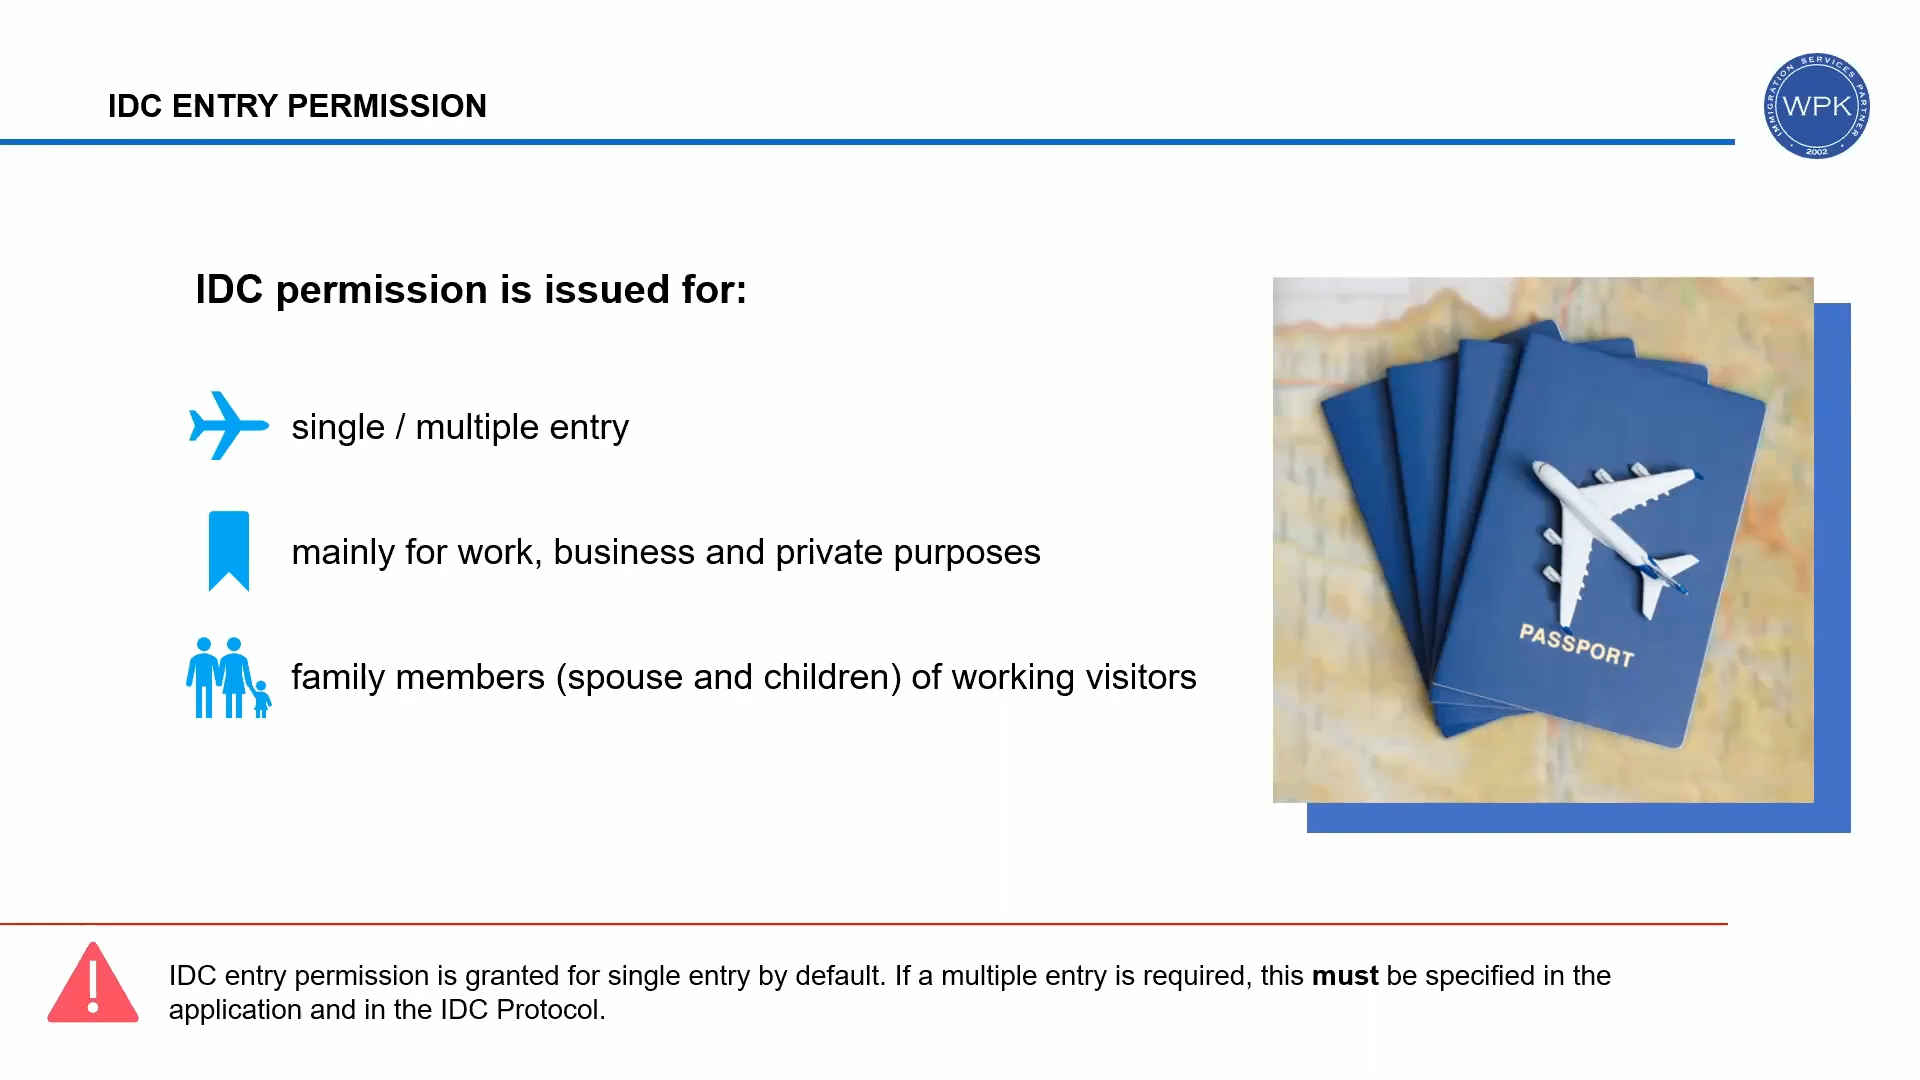 IDC ENTRY PERMISSION
IMMIGRATION SERVICES PARTNER
WPK
2002
IDC permission is issued for:
single / multiple entry
mainly for work, business and private purposes
family members (spouse and children) of working visitors
PASSPORT
IDC entry permission is granted for single entry by default. If a multiple entry is required, this must be specified in the
application and in the IDC Protocol.